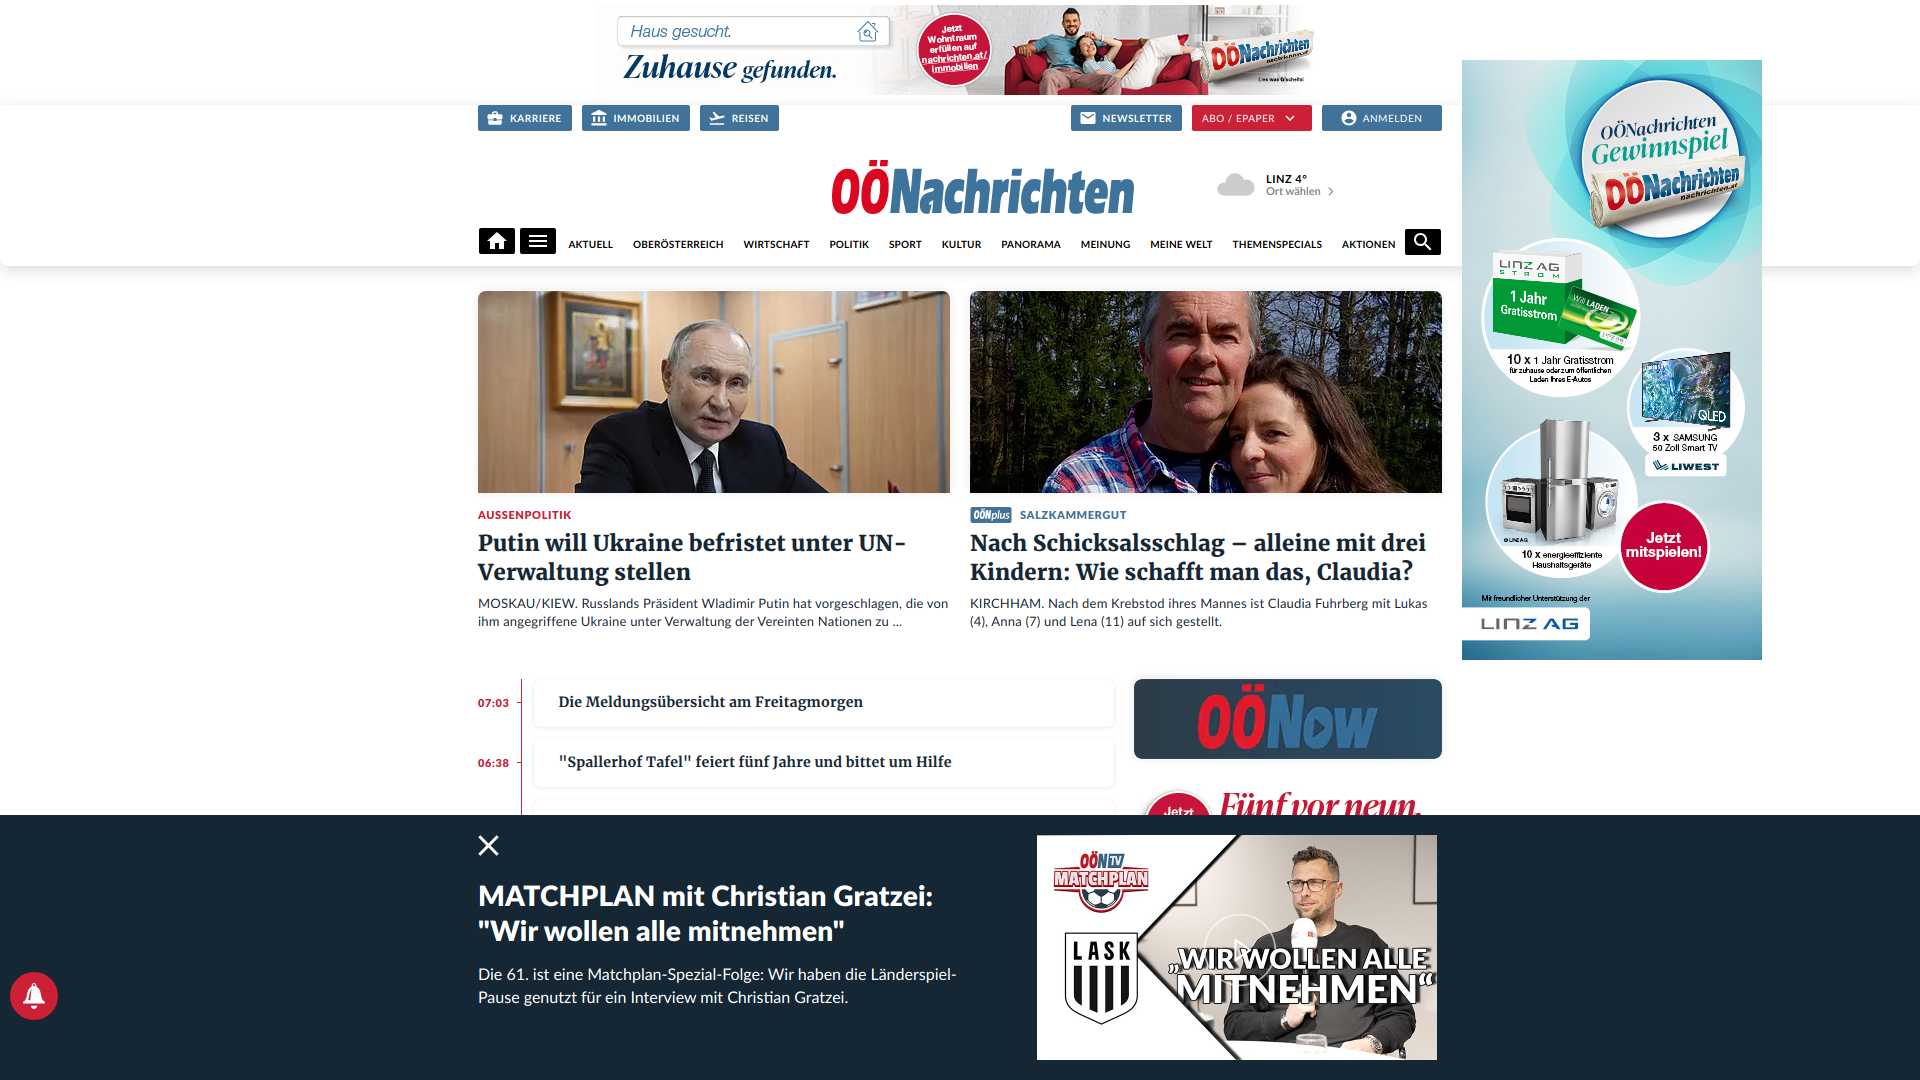 Haus gesucht.
Zuhause gefunden.
Jetzt
Wohntraum
erfüllen auf
nachrichten.at/
immobilien
OÖNachrichten
nachrichten.at
Lies was G'scheits!
KARRIERE
IMMOBILIEN
REISEN
NEWSLETTER
ABO / EPAPER
ANMELDEN
OÖNachrichten
LINZ 4°
Ort wählen
AKTUELL
OBERÖSTERREICH
WIRTSCHAFT
POLITIK
SPORT
KULTUR
PANORAMA
MEINUNG
MEINE WELT
THEMENSPECIALS
AKTIONEN
OÖNachrichten
Gewinnspiel
OÖNachrichten
nachrichten.at
LINZ AG
STROM
1 Jahr
Gratisstrom
Will LADEN
10 x 1 Jahr Gratisstrom
für zuhause oder zum öffentlichen
Laden Ihres E-Autos
QLED
3 x SAMSUNG
50 Zoll Smart TV
LIWEST
© LINZ AG
10 x energieeffiziente
Haushaltsgeräte
Jetzt
mitspielen!
Mit freundlicher Unterstützung der
LINZ AG
AUSSENPOLITIK
Putin will Ukraine befristet unter UN-
Verwaltung stellen
MOSKAU/KIEW. Russlands Präsident Wladimir Putin hat vorgeschlagen, die von
ihm angegriffene Ukraine unter Verwaltung der Vereinten Nationen zu ...
OÖNplus SALZKAMMERGUT
Nach Schicksalsschlag – alleine mit drei
Kindern: Wie schafft man das, Claudia?
KIRCHHAM. Nach dem Krebstod ihres Mannes ist Claudia Fuhrberg mit Lukas
(4), Anna (7) und Lena (11) auf sich gestellt.
07:03
Die Meldungsübersicht am Freitagmorgen
06:38
"Spallerhof Tafel" feiert fünf Jahre und bittet um Hilfe
OÖNow
Jetzt
Fünf vor neun.
MATCHPLAN mit Christian Gratzei:
"Wir wollen alle mitnehmen"
Die 61. ist eine Matchplan-Spezial-Folge: Wir haben die Länderspiel-
Pause genutzt für ein Interview mit Christian Gratzei.
OÖN TV
MATCHPLAN
LASK
„WIR WOLLEN ALLE
MITNEHMEN“